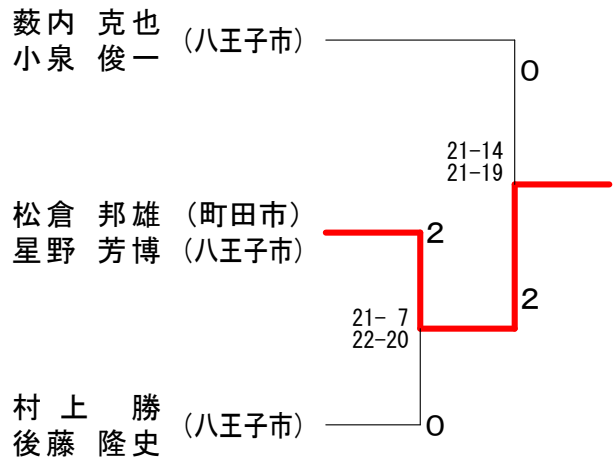 薮内 克也
小泉 俊一
(八王子市)
0
21-14
21-19
松倉 邦雄 (町田市)
星野 芳博 (八王子市)
2
2
21- 7
22-20
村上 勝
後藤 隆史
(八王子市)
0